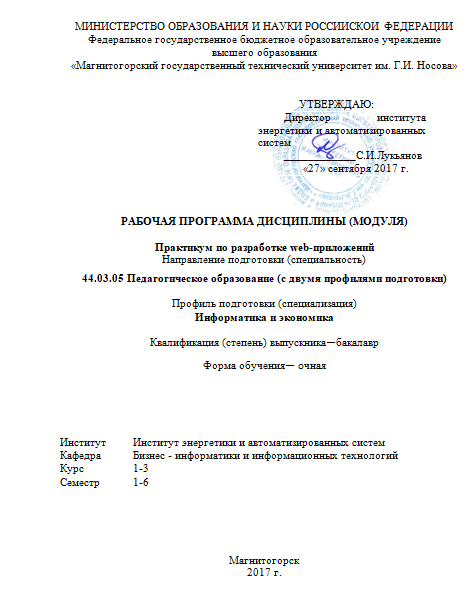 МИНИСТЕРСТВО ОБРАЗОВАНИЯ И НАУКИ РОССИЙСКОЙ ФЕДЕРАЦИИ
Федеральное государственное бюджетное образовательное учреждение
высшего образования
«Магнитогорский государственный технический университет им. Г.И. Носова»
УТВЕРЖДАЮ:
Директор института
энергетики и автоматизированных
систем
_____________С.И.Лукьянов
«27» сентября 2017 г.
РАБОЧАЯ ПРОГРАММА ДИСЦИПЛИНЫ (МОДУЛЯ)
Практикум по разработке web-приложений
Направление подготовки (специальность)
44.03.05 Педагогическое образование (с двумя профилями подготовки)
Профиль подготовки (специализация)
Информатика и экономика
Квалификация (степень) выпускника—бакалавр
Форма обучения— очная
Институт Институт энергетики и автоматизированных систем
Кафедра Бизнес - информатики и информационных технологий
Курс 1-3
Семестр 1-6
Магнитогорск
2017 г.